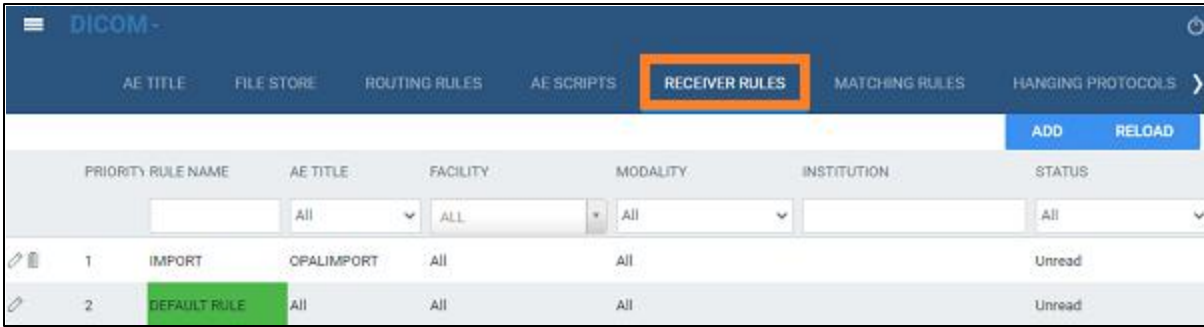 DICOM
AE TITLE FILE STORE ROUTING RULES AE SCRIPTS RECEIVER RULES MATCHING RULES HANGING PROTOCOLS
ADD RELOAD
PRIORITY RULE NAME AE TITLE FACILITY MODALITY INSTITUTION STATUS
All ALL All All
1 IMPORT OPALIMPORT All All Unread
2 DEFAULT RULE All All All Unread